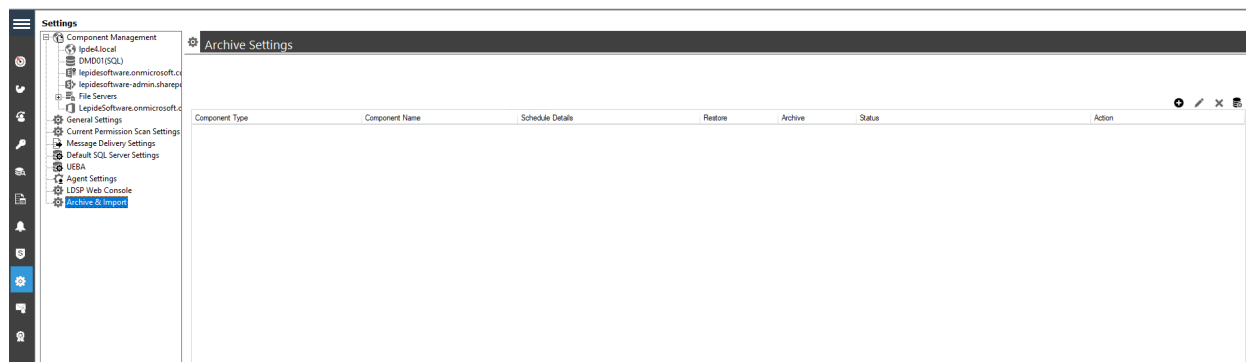 Settings
Component Management
lpde4.local
DMD01(SQL)
lepidesoftware.onmicrosoft.co
lepidesoftware-admin.sharepo
File Servers
LepideSoftware.onmicrosoft.c
General Settings
Current Permission Scan Settings
Message Delivery Settings
Default SQL Server Settings
UEBA
Agent Settings
LDSP Web Console
Archive & Import
Archive Settings
Component Type Component Name Schedule Details Restore Archive Status Action